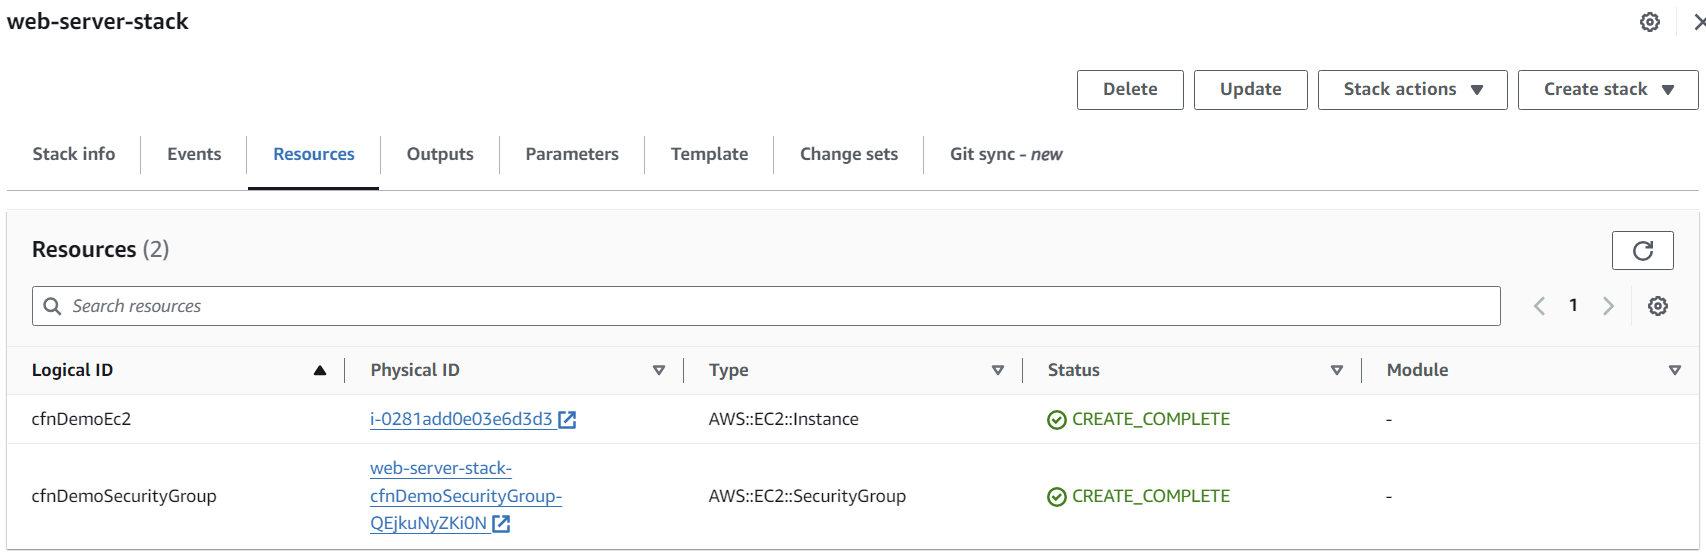 web-server-stack
Delete Update Stack actions Create stack
Stack info Events Resources Outputs Parameters Template Change sets Git sync - new
Resources (2)
Search resources 1
Logical ID Physical ID Type Status Module
cfnDemoEc2 i-0281add0e03e6d3d3 AWS::EC2::Instance CREATE_COMPLETE -
web-server-stack-
cfnDemoSecurityGroup cfnDemoSecurityGroup- AWS::EC2::SecurityGroup CREATE_COMPLETE -
QEjkuNyZKi0N